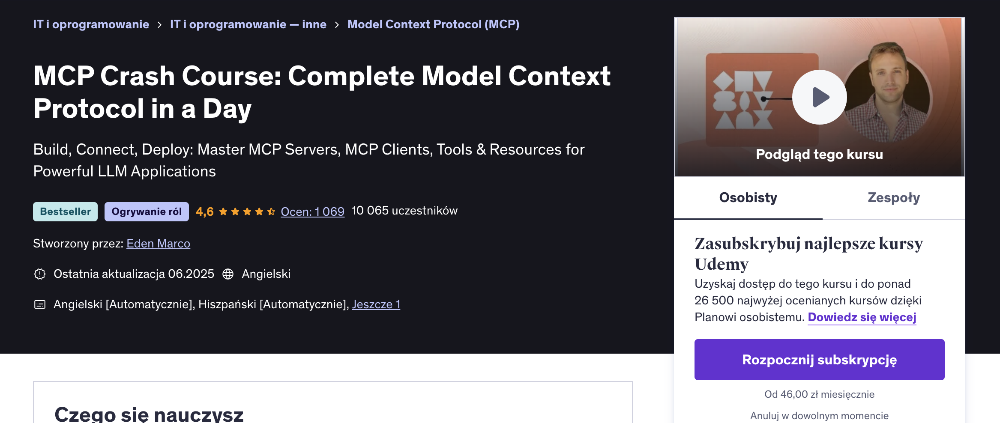 IT i oprogramowanie > IT i oprogramowanie — inne > Model Context Protocol (MCP)
MCP Crash Course: Complete Model Context
Protocol in a Day
Build, Connect, Deploy: Master MCP Servers, MCP Clients, Tools & Resources for
Powerful LLM Applications
Bestseller Ogrywanie ról 4,6 Ocen: 1 069 10 065 uczestników
Stworzony przez: Eden Marco
Ostatnia aktualizacja 06.2025 Angielski
Angielski [Automatycznie], Hiszpański [Automatycznie], Jeszcze 1
Czego się nauczysz
Podgląd tego kursu
Osobisty Zespoły
Zasubskrybuj najlepsze kursy
Udemy
Uzyskaj dostęp do tego kursu i do ponad
26 500 najwyżej ocenianych kursów dzięki
Planowi osobistemu. Dowiedz się więcej
Rozpocznij subskrypcję
Od 46,00 zł miesięcznie
Anuluj w dowolnym momencie